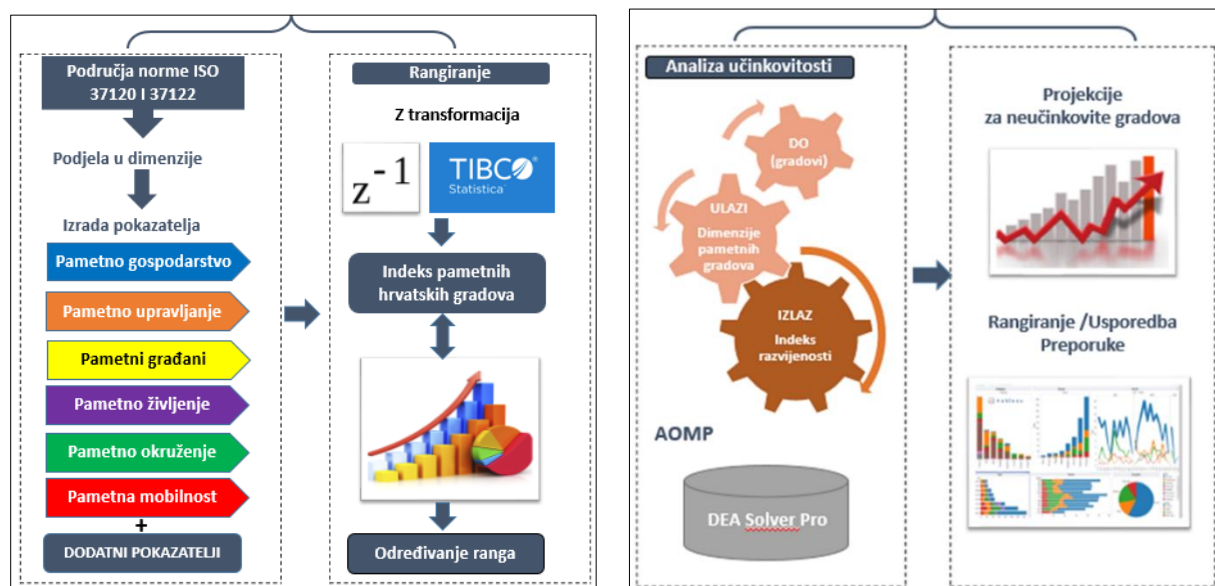 Područja norme ISO
37120 I 37122
Podjela u dimenzije
Izrada pokazatelja
Pametno gospodarstvo
Pametno upravljanje
Pametni građani
Pametno življenje
Pametno okruženje
Pametna mobilnost
+
DODATNI POKAZATELJI
Rangiranje
Z transformacija
z⁻¹
TIBCO®
Statistica
Indeks pametnih
hrvatskih gradova
Određivanje ranga
Analiza učinkovitosti
DO
(gradovi)
ULAZI
Dimenzije
pametnih
gradova
IZLAZ
Indeks
razvijenosti
AOMP
DEA Solver Pro
Projekcije
za neučinkovite gradova
Rangiranje /Usporedba
Preporuke